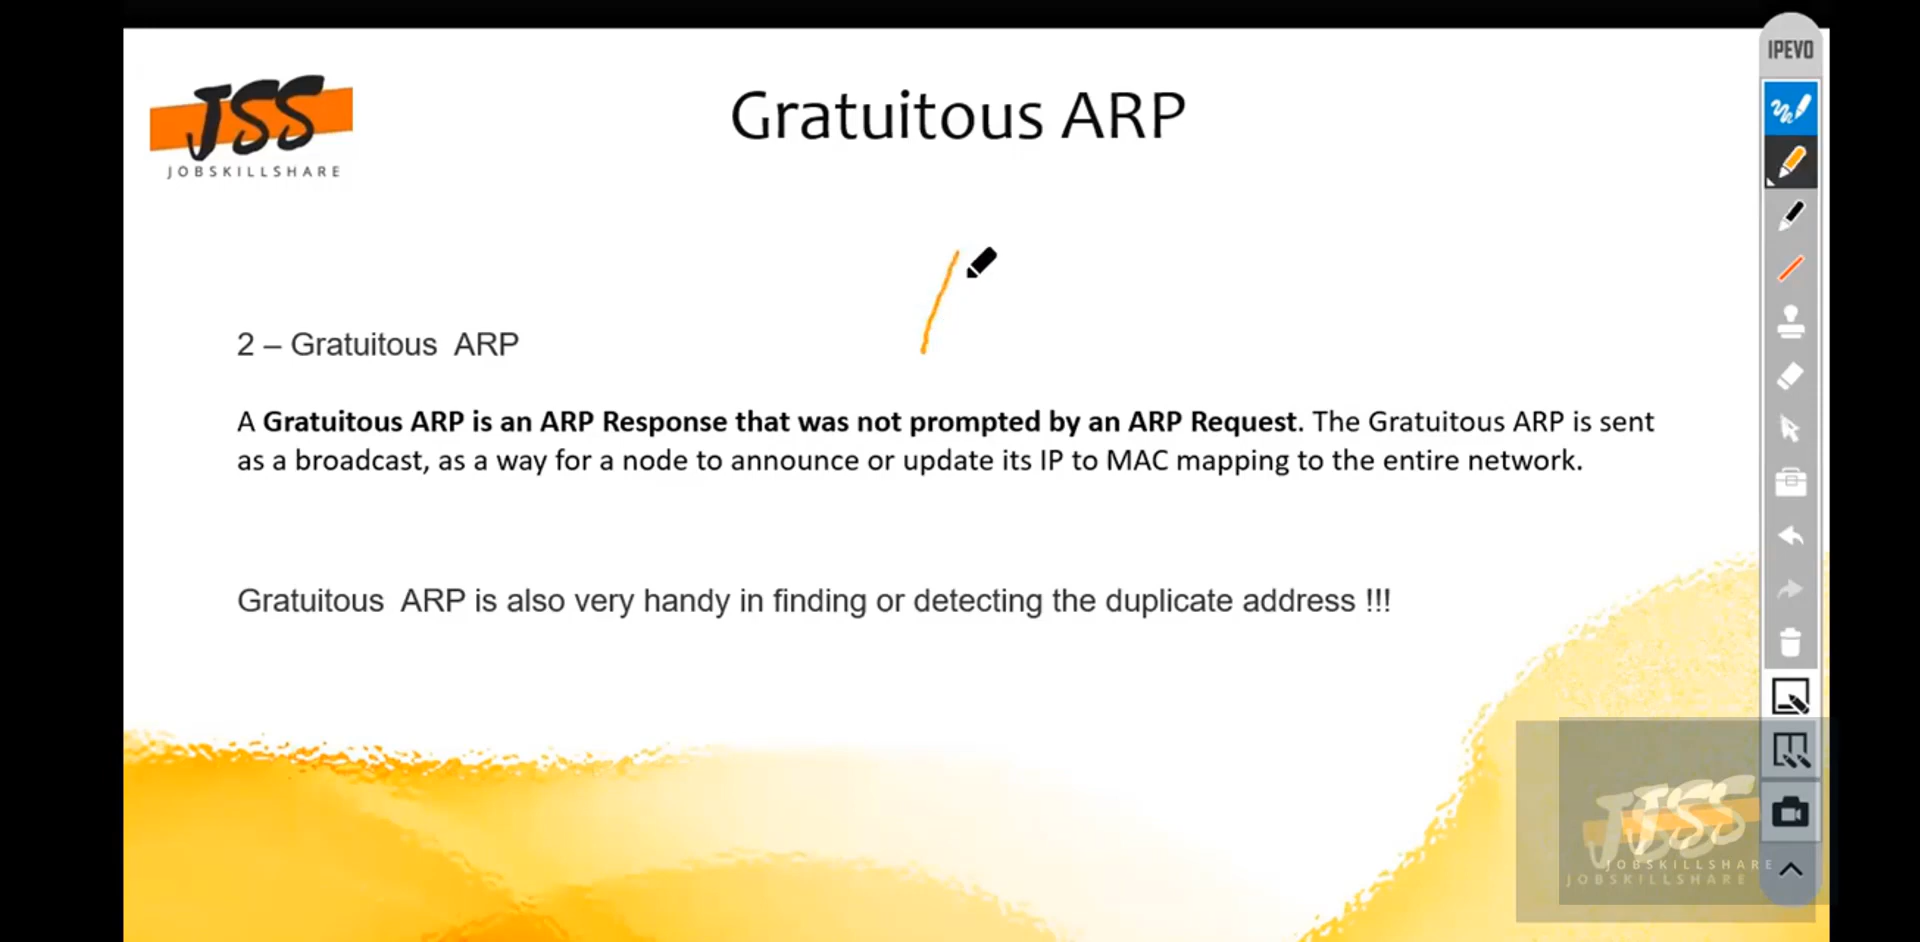 IPEVO
JSS
JOBSKILLSHARE
Gratuitous ARP
2 – Gratuitous ARP
A Gratuitous ARP is an ARP Response that was not prompted by an ARP Request. The Gratuitous ARP is sent
as a broadcast, as a way for a node to announce or update its IP to MAC mapping to the entire network.
Gratuitous ARP is also very handy in finding or detecting the duplicate address !!!
JSS
JSS
JOBSKILLSHARE
JOBSKILLSHARE